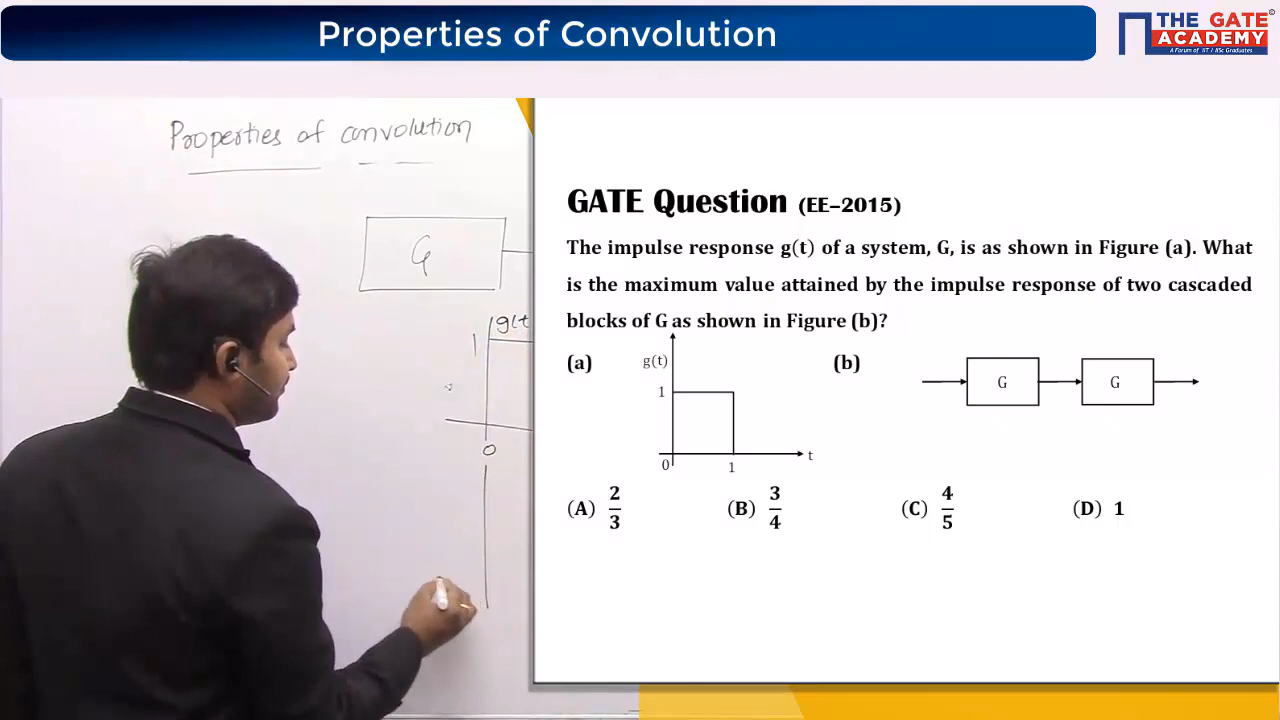 Properties of Convolution
THE GATE
ACADEMY
A Forum of IIT / IISc Graduates
©
Properties of convolution
G
g(t
1
0
GATE Question (EE–2015)
The impulse response g(t) of a system, G, is as shown in Figure (a). What
is the maximum value attained by the impulse response of two cascaded
blocks of G as shown in Figure (b)?
(a)
g(t)
1
0
1
t
(b)
G
G
(A) 2/3
(B) 3/4
(C) 4/5
(D) 1